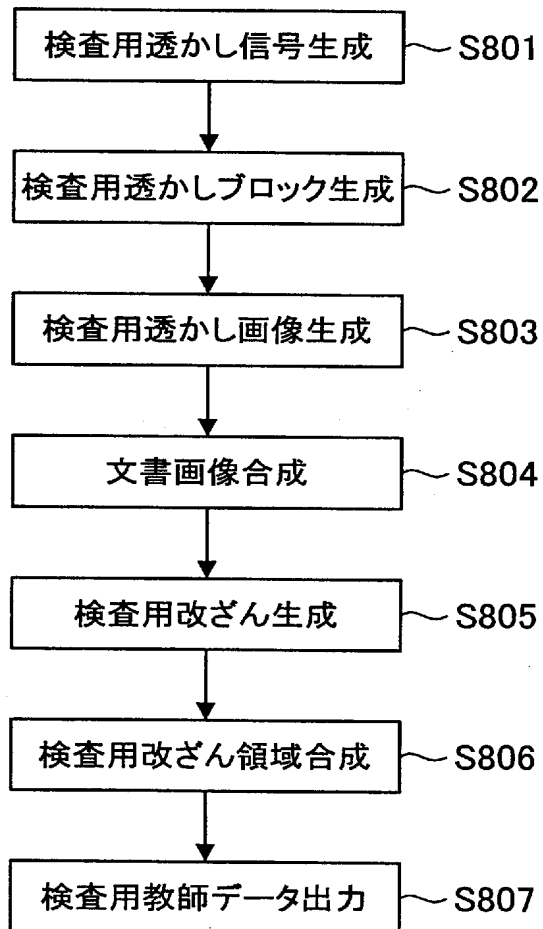 検査用透かし信号生成 S801
検査用透かしブロック生成 S802
検査用透かし画像生成 S803
文書画像合成 S804
検査用改ざん生成 S805
検査用改ざん領域合成 S806
検査用教師データ出力 S807